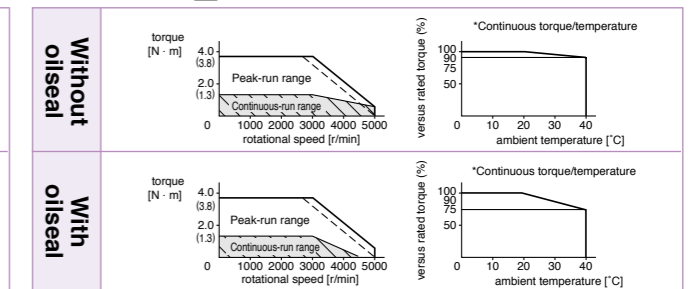 Without
oilseal
torque
[N · m]
4.0
(3.8)
2.0
(1.3)
Peak-run range
Continuous-run range
0 1000 2000 3000 4000 5000
rotational speed [r/min]
*Continuous torque/temperature
versus rated torque (%)
100
90
75
50
0 10 20 30 40
ambient temperature [˚C]
With
oilseal
torque
[N · m]
4.0
(3.8)
2.0
(1.3)
Peak-run range
Continuous-run range
0 1000 2000 3000 4000 5000
rotational speed [r/min]
*Continuous torque/temperature
versus rated torque (%)
100
90
75
50
0 10 20 30 40
ambient temperature [˚C]